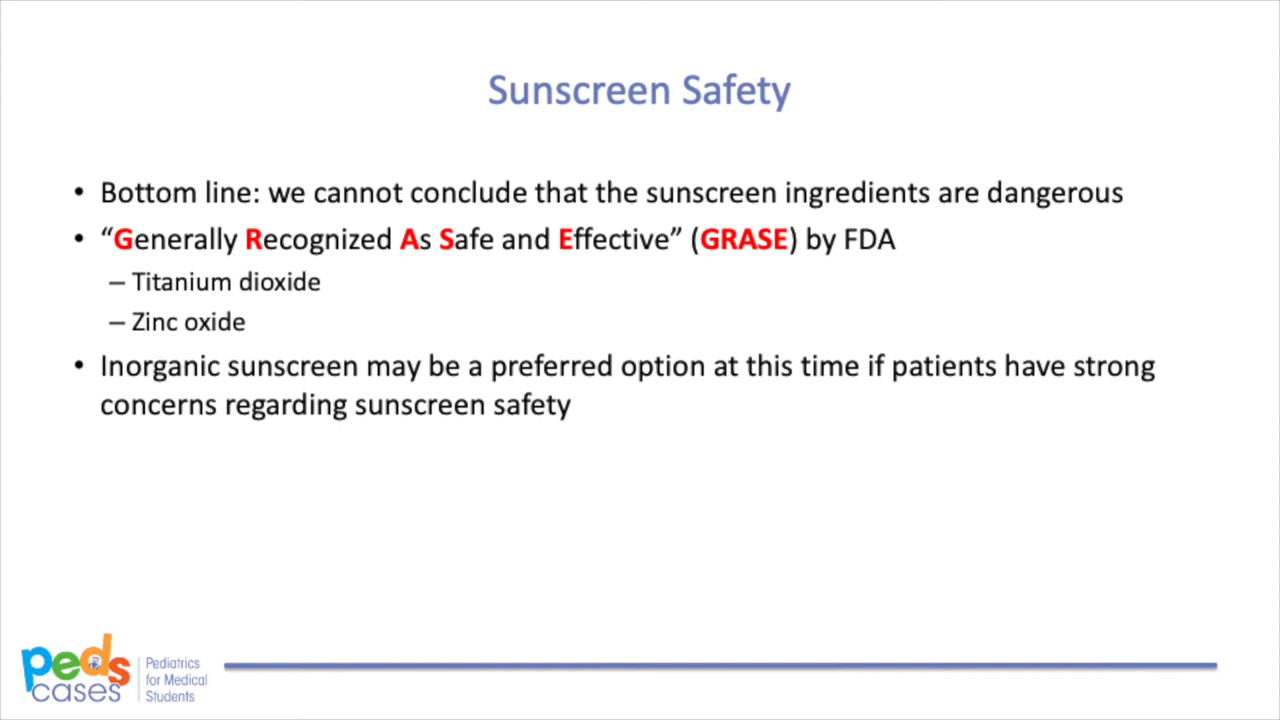 Sunscreen Safety
• Bottom line: we cannot conclude that the sunscreen ingredients are dangerous
• “Generally Recognized As Safe and Effective” (GRASE) by FDA
– Titanium dioxide
– Zinc oxide
• Inorganic sunscreen may be a preferred option at this time if patients have strong
concerns regarding sunscreen safety
peds
cases
Pediatrics
for Medical
Students